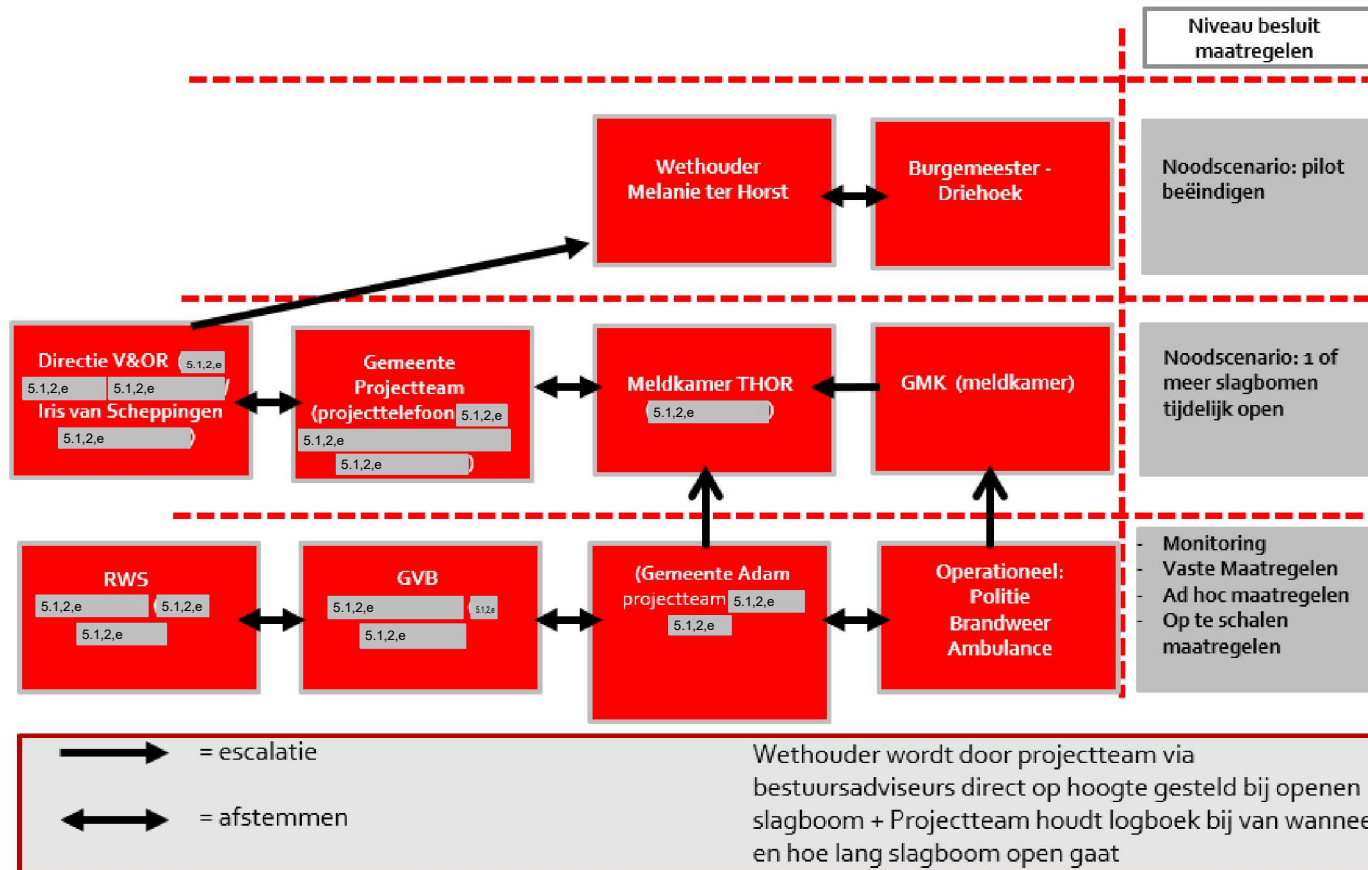 Niveau besluit
maatregelen
Wethouder
Melanie ter Horst
Burgemeester -
Driehoek
Noodscenario: pilot
beëindigen
Directie V&OR ( 5.1,2,e
5.1,2,e 5.1,2,e /
Iris van Scheppingen
5.1,2,e )
Gemeente
Projectteam
(projecttelefoon 5.1,2,e
5.1,2,e
5.1,2,e )
Meldkamer THOR
( 5.1,2,e )
GMK (meldkamer)
Noodscenario: 1 of
meer slagbomen
tijdelijk open
RWS
5.1,2,e ( 5.1,2,e
5.1,2,e
GVB
5.1,2,e ( 5.1,2,e
5.1,2,e
(Gemeente Adam
projectteam 5.1,2,e
5.1,2,e
Operationeel:
Politie
Brandweer
Ambulance
- Monitoring
- Vaste Maatregelen
- Ad hoc maatregelen
- Op te schalen
maatregelen
= escalatie
= afstemmen
Wethouder wordt door projectteam via
bestuursadviseurs direct op hoogte gesteld bij openen
slagboom + Projectteam houdt logboek bij van wannee
en hoe lang slagboom open gaat